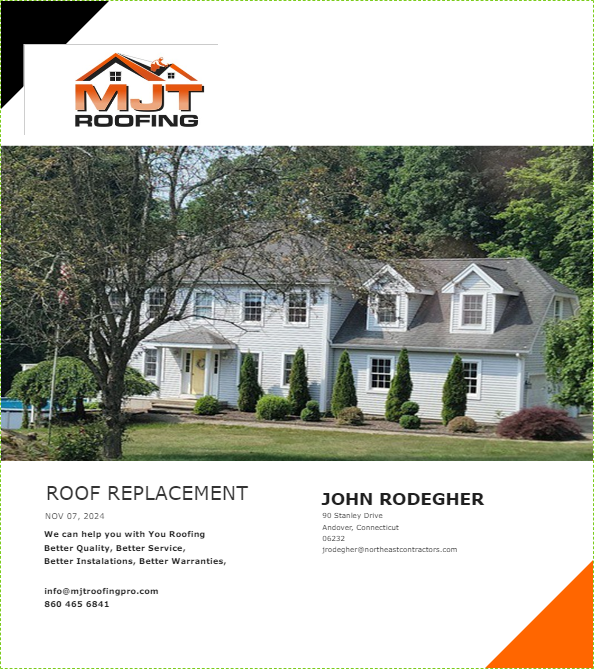 MJT
ROOFING
ROOF REPLACEMENT
NOV 07, 2024
We can help you with You Roofing
Better Quality, Better Service,
Better Instalations, Better Warranties,
info@mjtroofingpro.com
860 465 6841
JOHN RODEGHER
90 Stanley Drive
Andover, Connecticut
06232
jrodegher@northeastcontractors.com